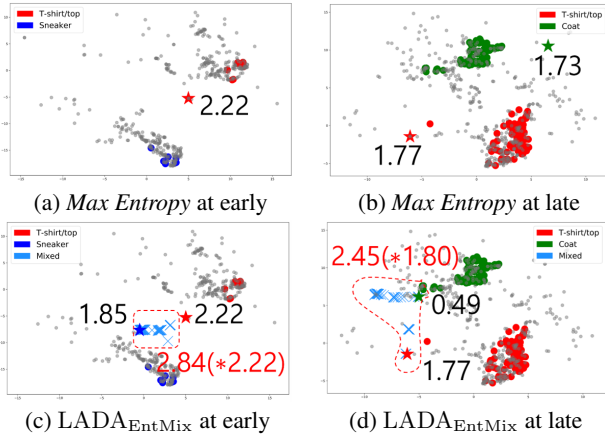 T-shirt/top
Sneaker
2.22
(a) Max Entropy at early
T-shirt/top
Coat
1.73
1.77
(b) Max Entropy at late
T-shirt/top
Sneaker
Mixed
1.85
2.22
2.84(*2.22)
(c) LADA_EntMix at early
T-shirt/top
Coat
Mixed
2.45(*1.80)
0.49
1.77
(d) LADA_EntMix at late